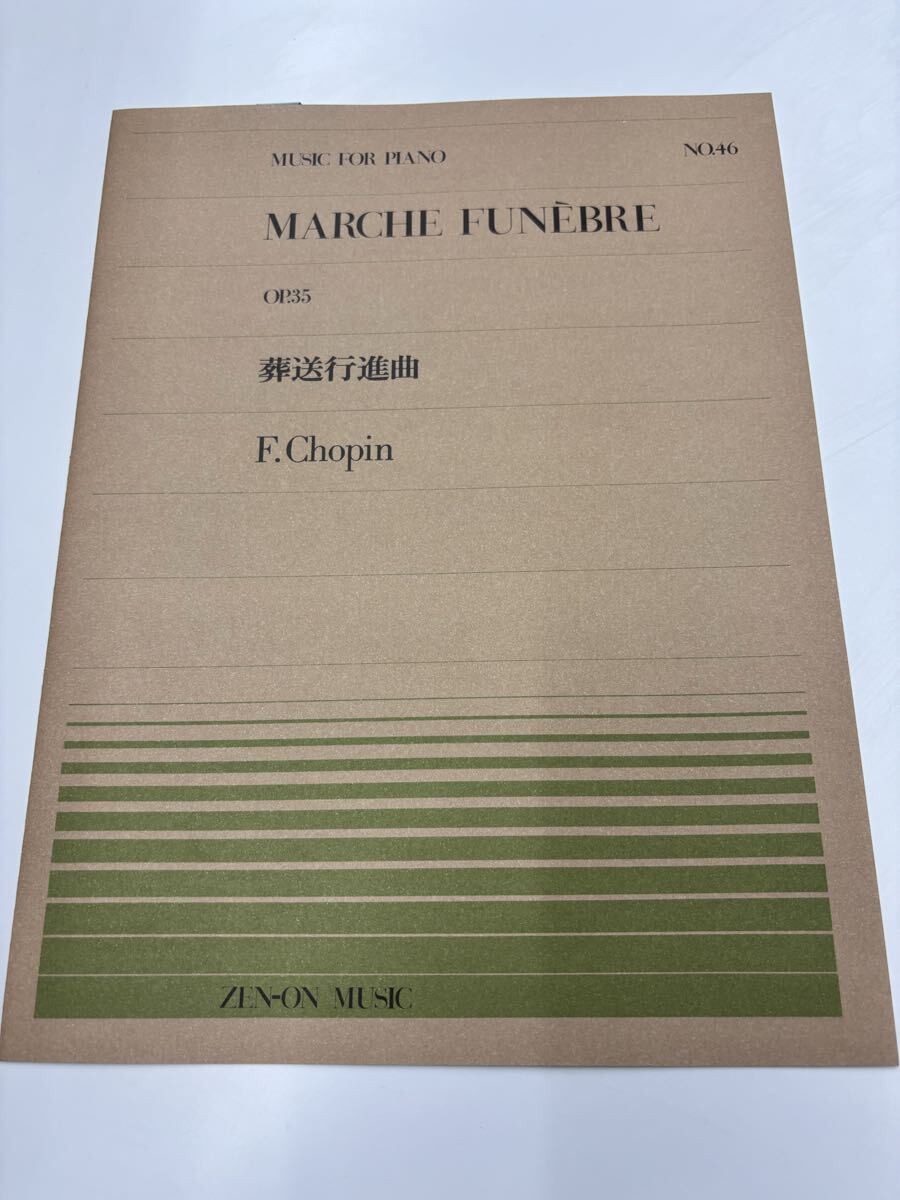 MUSIC FOR PIANO NO.46
MARCHE FUNÈBRE
OP.35
葬送行進曲
F.Chopin
ZEN-ON MUSIC